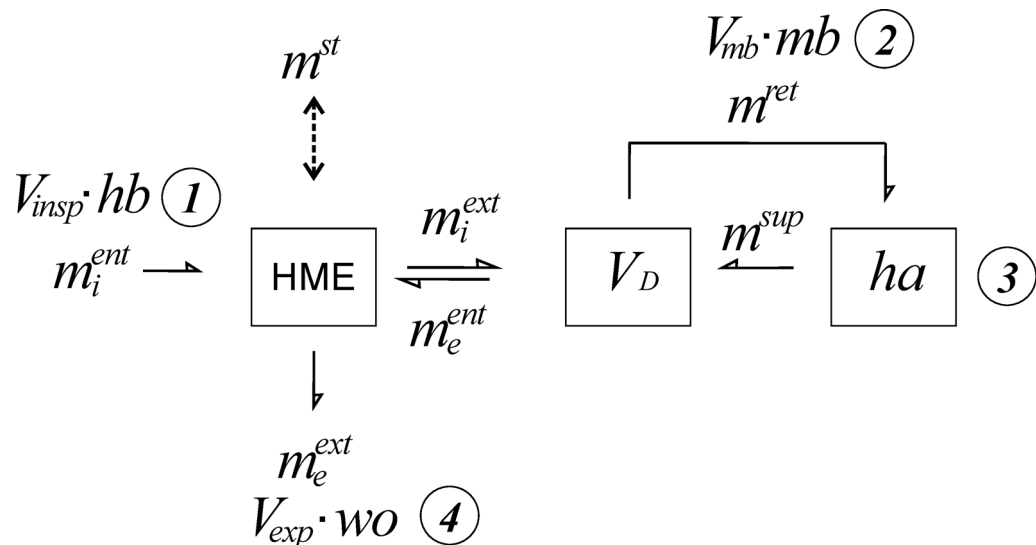 V_mb · mb 2
m^st
m^ret
V_insp · hb 1
m_i^ent
HME
m_i^ext
m_e^ent
V_D
m^sup
ha
3
m_e^ext
V_exp · wo 4